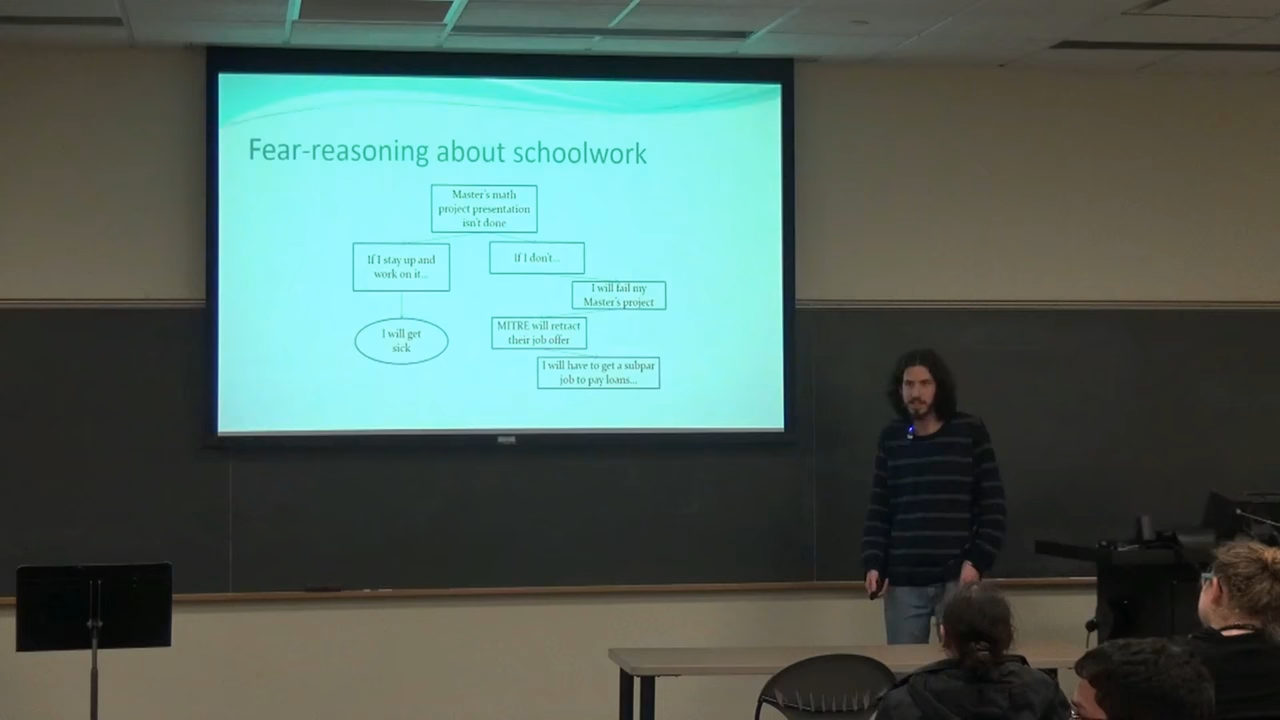 Fear-reasoning about schoolwork
Master's math
project presentation
isn't done
If I stay up and
work on it...
If I don't...
I will fail my
Master's project
I will get
sick
MITRE will retract
their job offer
I will have to get a subpar
job to pay loans...